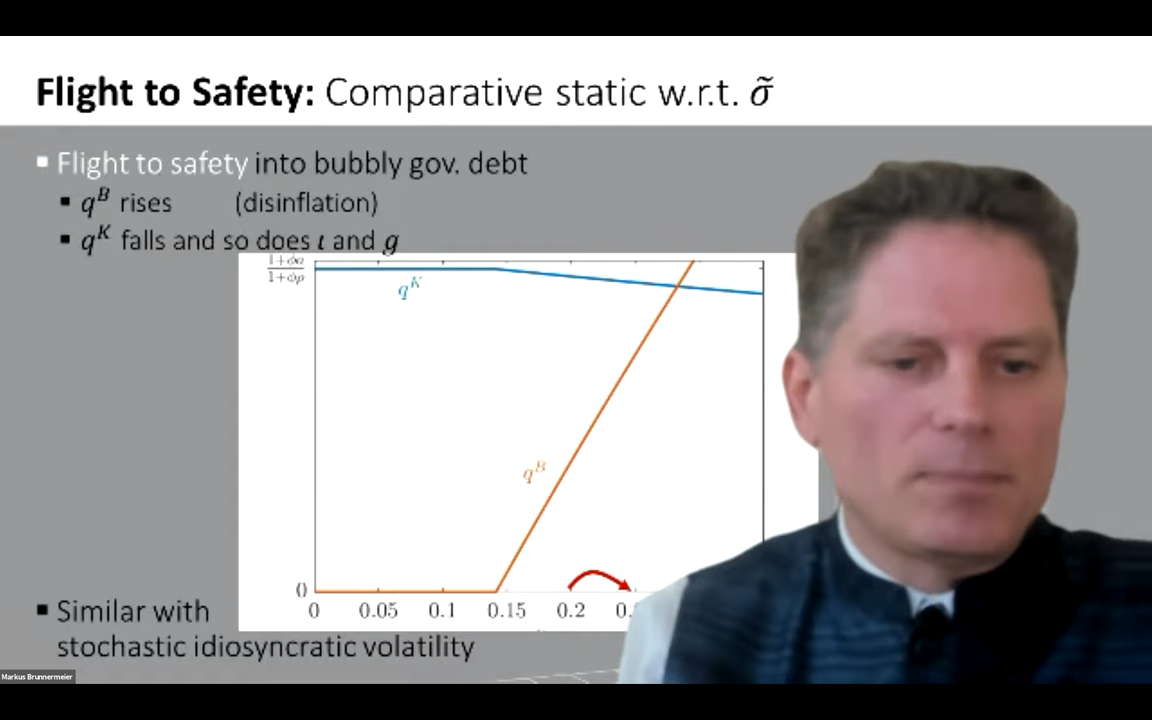 Flight to Safety: Comparative static w.r.t. σ̃
▪ Flight to safety into bubbly gov. debt
▪ q^B rises (disinflation)
▪ q^K falls and so does ι and g
1+ϕa
1+ϕρ
q^K
q^B
0
0 0.05 0.1 0.15 0.2
▪ Similar with
stochastic idiosyncratic volatility
Markus Brunnermeier